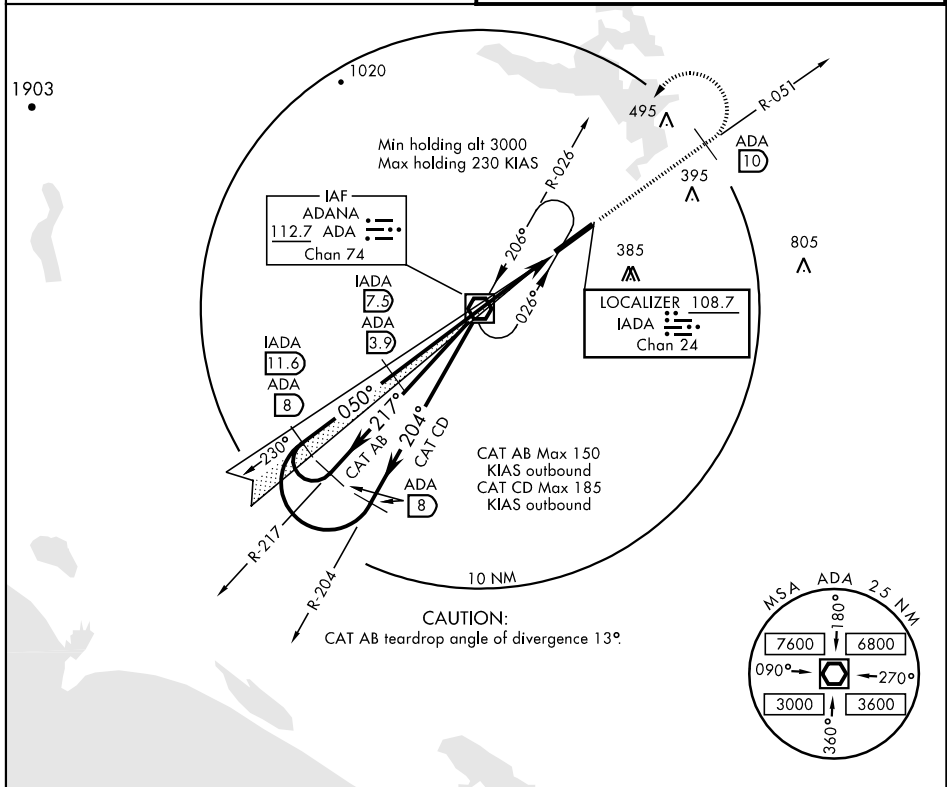 1903
1020
495
R-051
ADA
10
Min holding alt 3000
Max holding 230 KIAS
R-026
395
IAF
ADANA
112.7 ADA
Chan 74
206°
026°
385
805
IADA
7.5
ADA
3.9
LOCALIZER 108.7
IADA
Chan 24
IADA
11.6
ADA
8
050°
217°
204°
230°
CAT AB
CAT CD
CAT AB Max 150
KIAS outbound
CAT CD Max 185
KIAS outbound
ADA
8
R-217
R-204
10 NM
CAUTION:
CAT AB teardrop angle of divergence 13°.
MSA ADA 25 NM
180°
7600
6800
090°
270°
3000
3600
360°